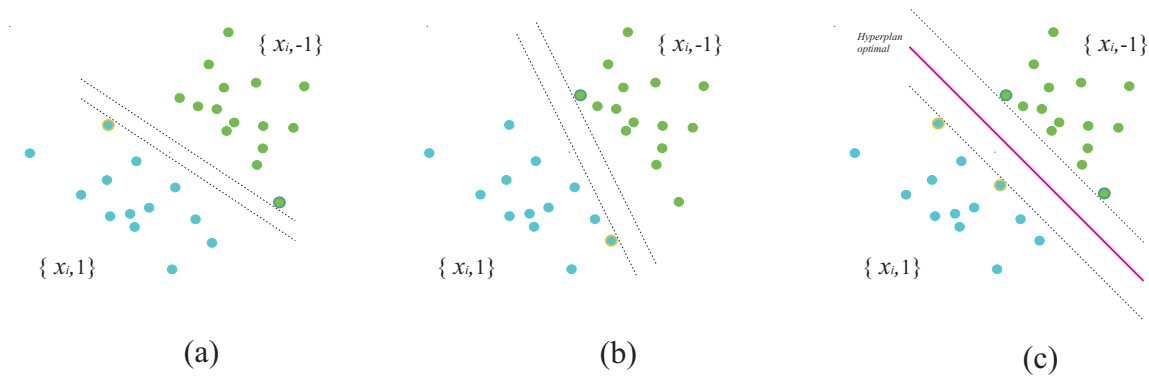 { xi,-1}
{ xi,1}
(a)
{ xi,-1}
{ xi,1}
(b)
Hyperplan
optimal
{ xi,-1}
{ xi,1}
(c)